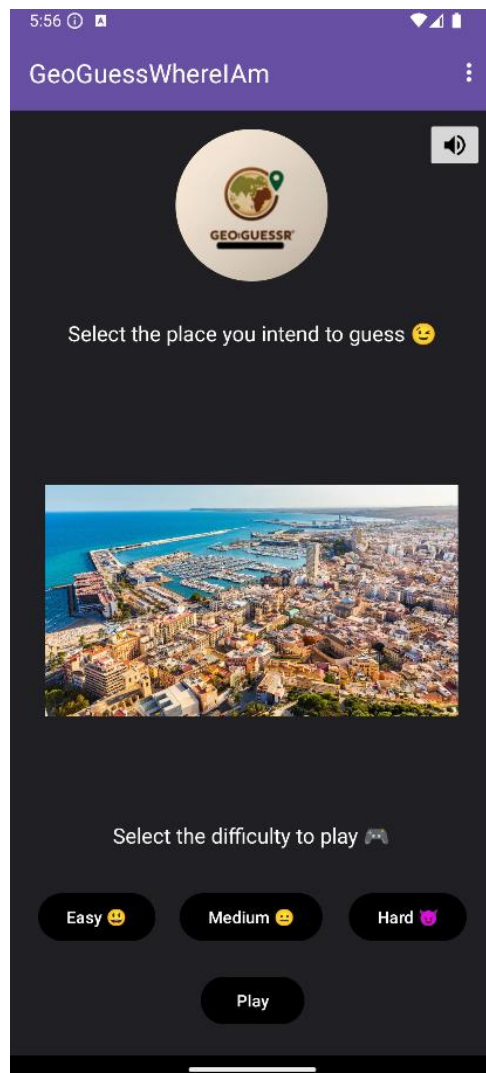 5:56
GeoGuessWhereIAm
GEOGUESSR
Select the place you intend to guess 😉
Select the difficulty to play 🎮
Easy 😃 Medium 😐 Hard 😈
Play